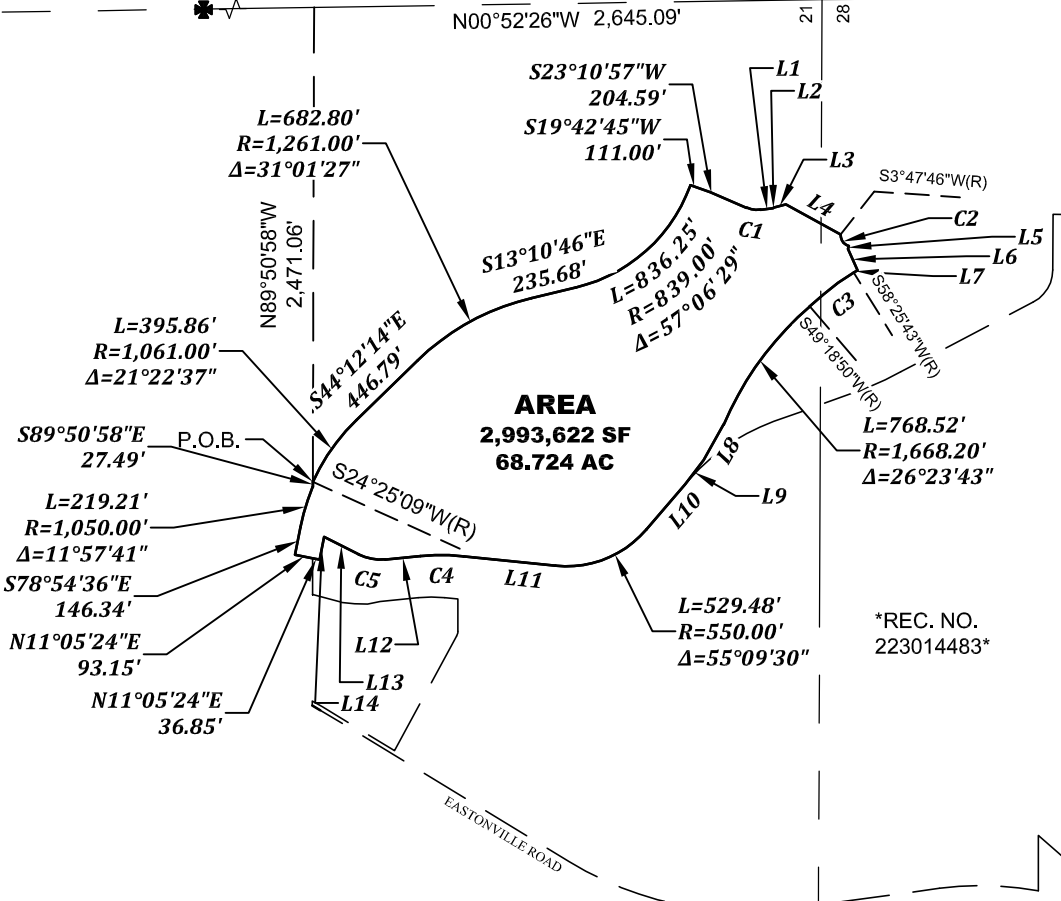 N00°52'26"W 2,645.09'
21
28
S23°10'57"W
204.59'
S19°42'45"W
111.00'
L1
L2
L3
L=682.80'
R=1,261.00'
Δ=31°01'27"
S3°47'46"W(R)
L4
C2
C1
L5
L6
L7
N89°50'58"W
2,471.06'
S13°10'46"E
235.68'
L=836.25'
R=839.00'
Δ=57°06'29"
S58°25'43"W(R)
C3
S49°18'50"W(R)
L=395.86'
R=1,061.00'
Δ=21°22'37"
S44°12'14"E
446.79'
AREA
2,993,622 SF
68.724 AC
L=768.52'
R=1,668.20'
Δ=26°23'43"
S89°50'58"E
27.49'
P.O.B.
L8
S24°25'09"W(R)
L9
L10
L=219.21'
R=1,050.00'
Δ=11°57'41"
S78°54'36"E
146.34'
C5
C4
L11
L=529.48'
R=550.00'
Δ=55°09'30"
*REC. NO.
223014483*
N11°05'24"E
93.15'
L12
L13
L14
N11°05'24"E
36.85'
EASTONVILLE ROAD